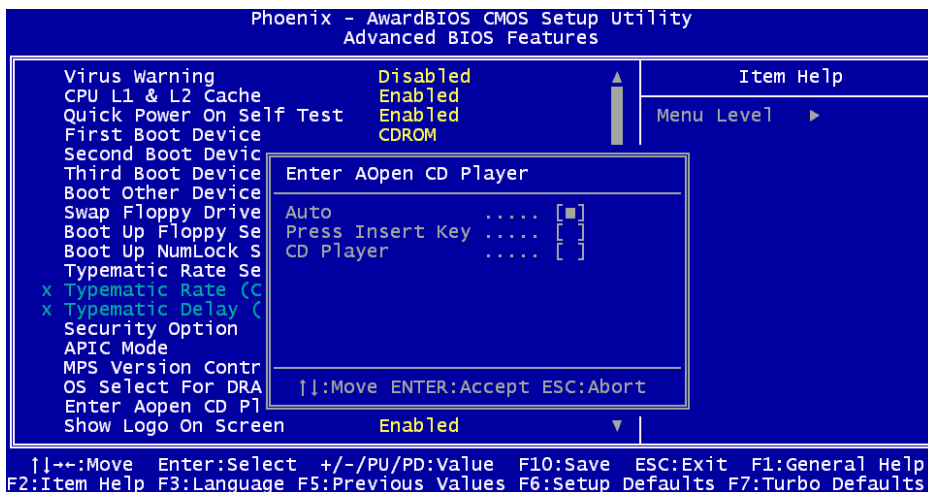 Phoenix - AwardBIOS CMOS Setup Utility
Advanced BIOS Features
Virus Warning Disabled
CPU L1 & L2 Cache Enabled
Quick Power On Self Test Enabled
First Boot Device CDROM
Second Boot Devic
Third Boot Device
Boot Other Device
Swap Floppy Drive
Boot Up Floppy Se
Boot Up NumLock S
Typematic Rate Se
x Typematic Rate (C
x Typematic Delay (
Security Option
APIC Mode
MPS Version Contr
OS Select For DRA
Enter Aopen CD Pl
Show Logo On Screen Enabled
Enter AOpen CD Player
Auto ..... [■]
Press Insert Key ..... [ ]
CD Player ..... [ ]
↑↓:Move ENTER:Accept ESC:Abort
Item Help
Menu Level ▶
↑↓→←:Move Enter:Select +/-/PU/PD:Value F10:Save ESC:Exit F1:General Help
F2:Item Help F3:Language F5:Previous Values F6:Setup Defaults F7:Turbo Defaults